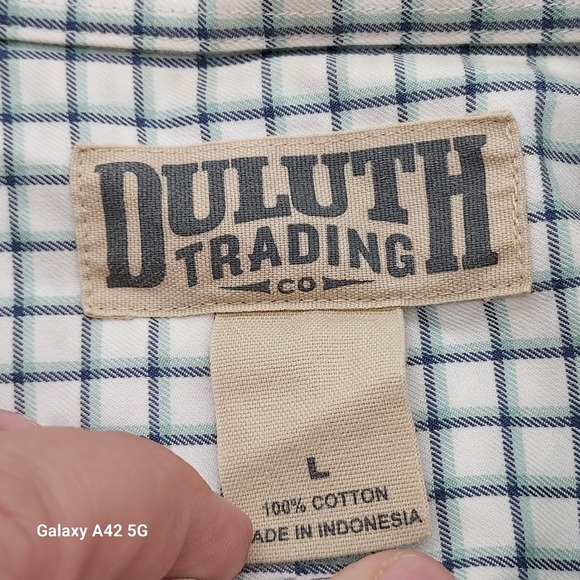 DULUTH
TRADING
CO
L
100% COTTON
ADE IN INDONESIA
Galaxy A42 5G